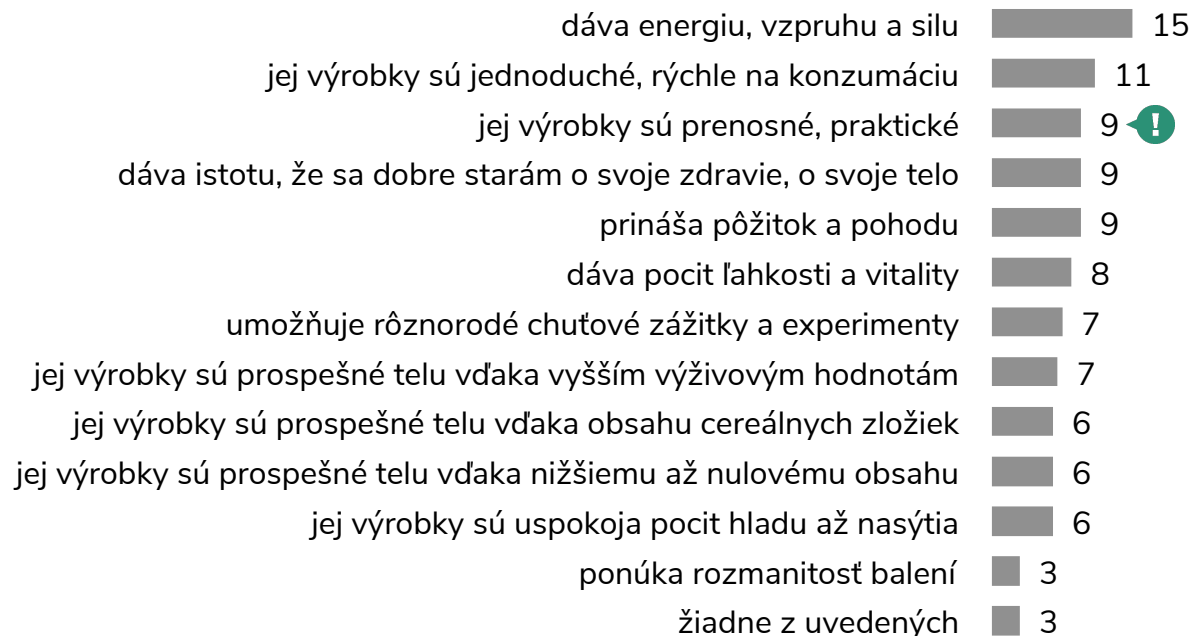 dáva energiu, vzpruhu a silu 15
jej výrobky sú jednoduché, rýchle na konzumáciu 11
jej výrobky sú prenosné, praktické 9 !
dáva istotu, že sa dobre starám o svoje zdravie, o svoje telo 9
prináša pôžitok a pohodu 9
dáva pocit ľahkosti a vitality 8
umožňuje rôznorodé chuťové zážitky a experimenty 7
jej výrobky sú prospešné telu vďaka vyšším výživovým hodnotám 7
jej výrobky sú prospešné telu vďaka obsahu cereálnych zložiek 6
jej výrobky sú prospešné telu vďaka nižšiemu až nulovému obsahu 6
jej výrobky sú uspokoja pocit hladu až nasýtia 6
ponúka rozmanitosť balení 3
žiadne z uvedených 3